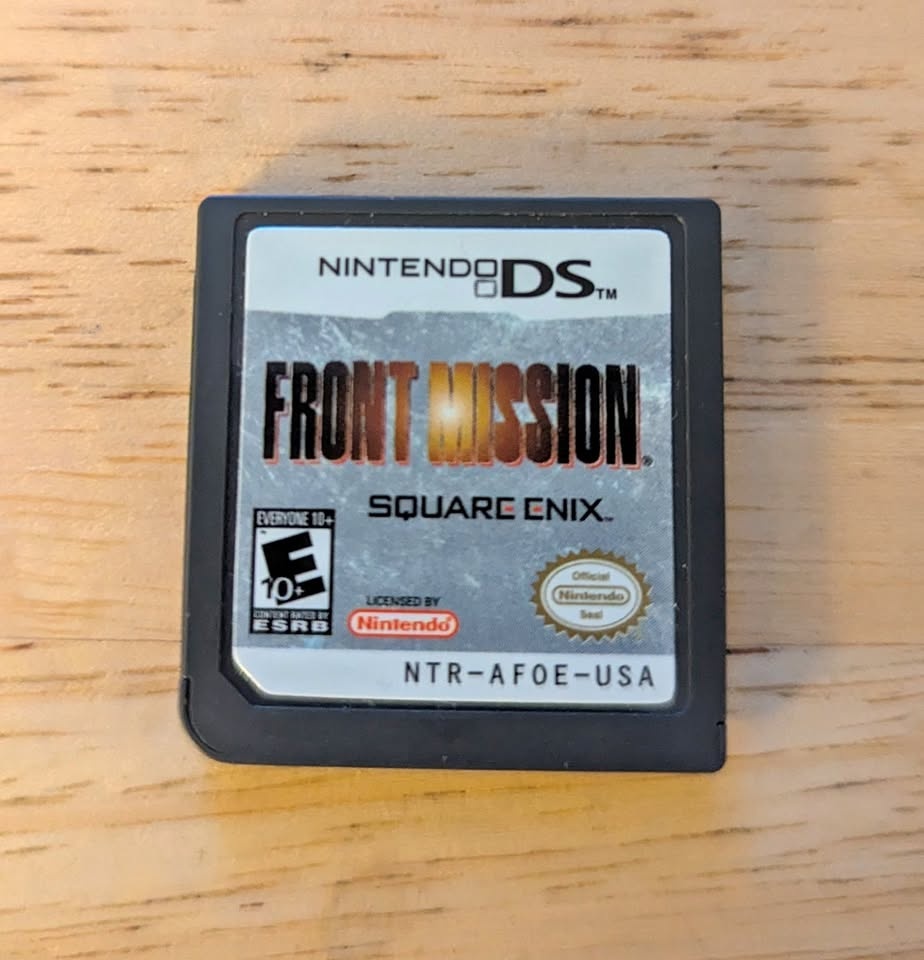 NINTENDO DS™
FRONT MISSION®
SQUARE ENIX™
EVERYONE 10+
E
10+
CONTENT RATED BY
ESRB
LICENSED BY
Nintendo®
Official
Nintendo
Seal
NTR-AFOE-USA